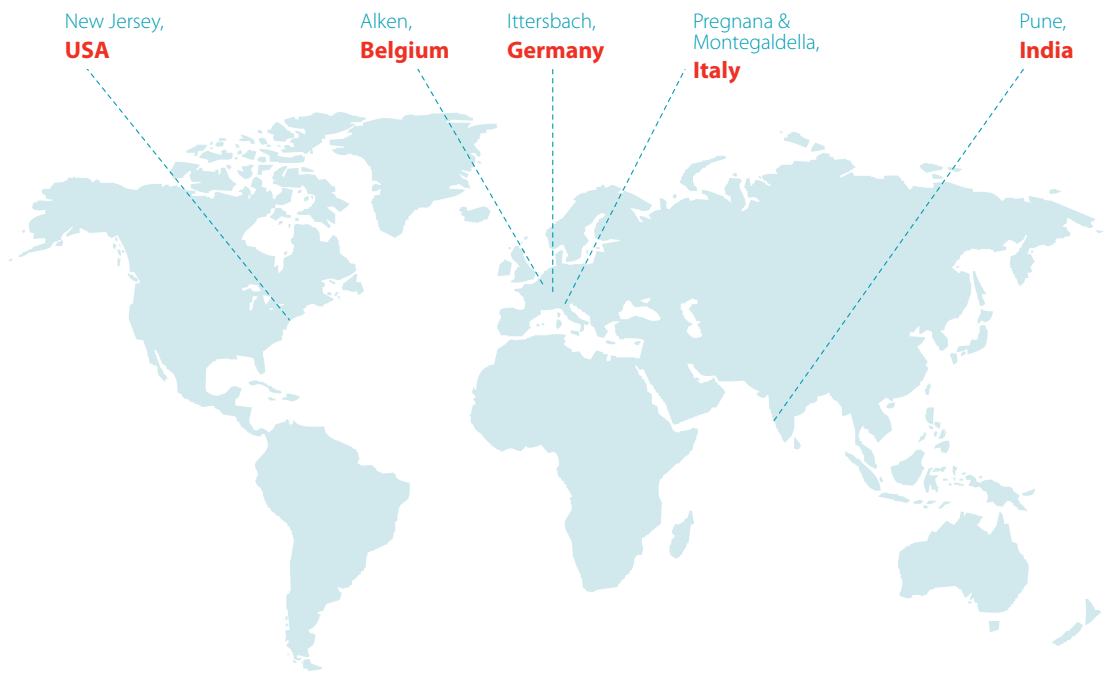 New Jersey,
USA
Alken,
Belgium
Ittersbach,
Germany
Pregnana &
Montegaldella,
Italy
Pune,
India